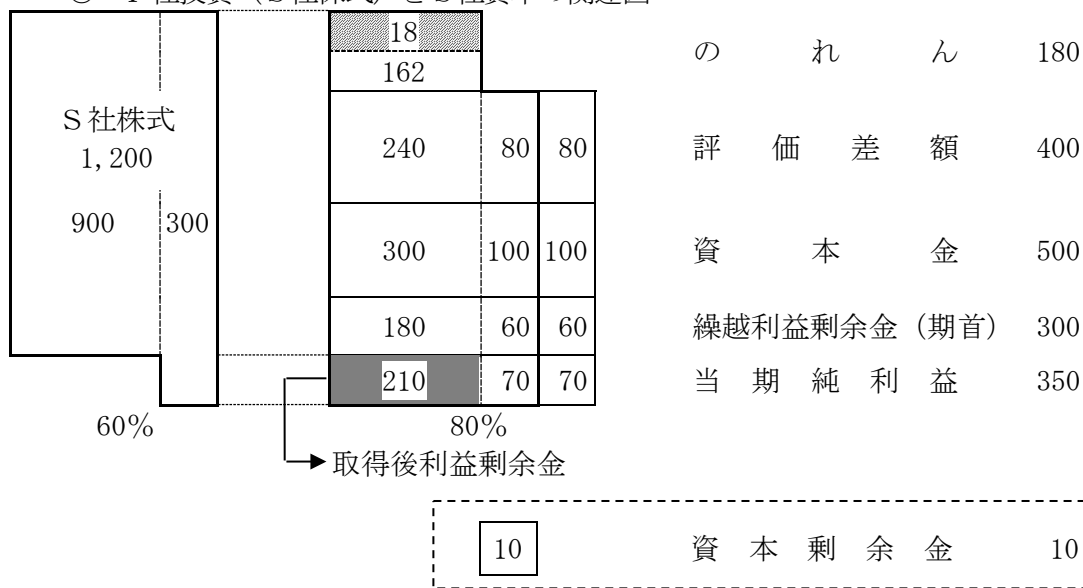 18
162
の れ ん 180
S社株式
1,200
240 80 80
評 価 差 額 400
900 300
300 100 100
資 本 金 500
180 60 60
繰越利益剰余金（期首） 300
210 70 70
当 期 純 利 益 350
60%
80%
取得後利益剰余金
10
資 本 剰 余 金 10